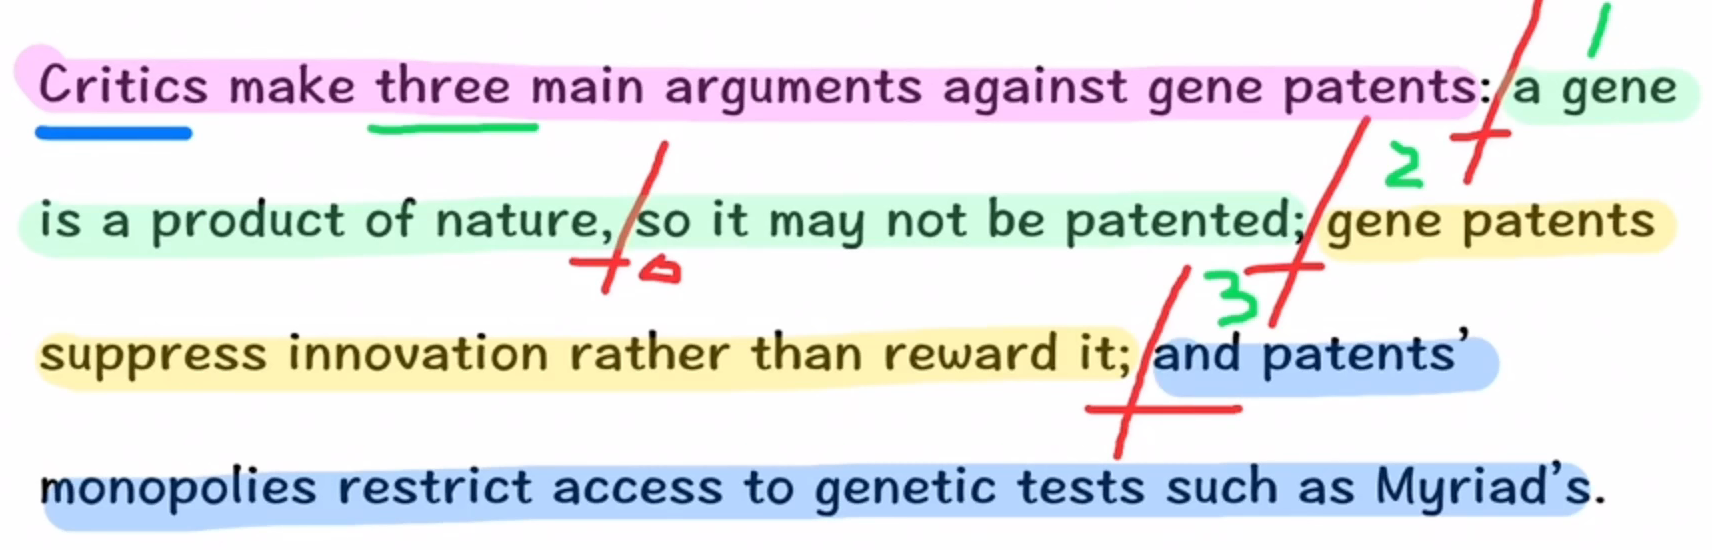 1
Critics make three main arguments against gene patents: a gene
2
is a product of nature, so it may not be patented; gene patents
3
suppress innovation rather than reward it; and patents’
monopolies restrict access to genetic tests such as Myriad’s.